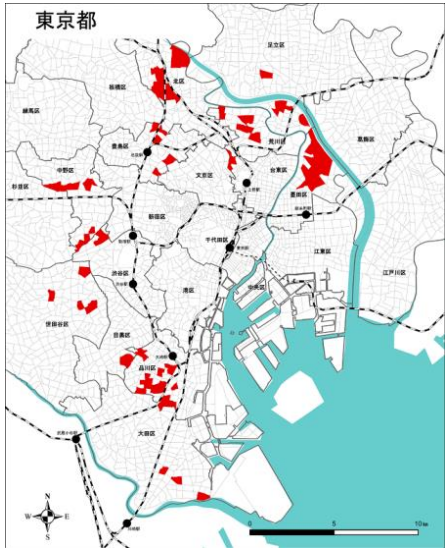 東京都
足立区
板橋区
北区
練馬区
葛飾区
荒川区
豊島区
文京区
台東区
中野区
墨田区
杉並区
新宿区
千代田区
江東区
江戸川区
渋谷区
港区
中央区
世田谷区
目黒区
品川区
大田区
N
W
E
S
0
5
10
km